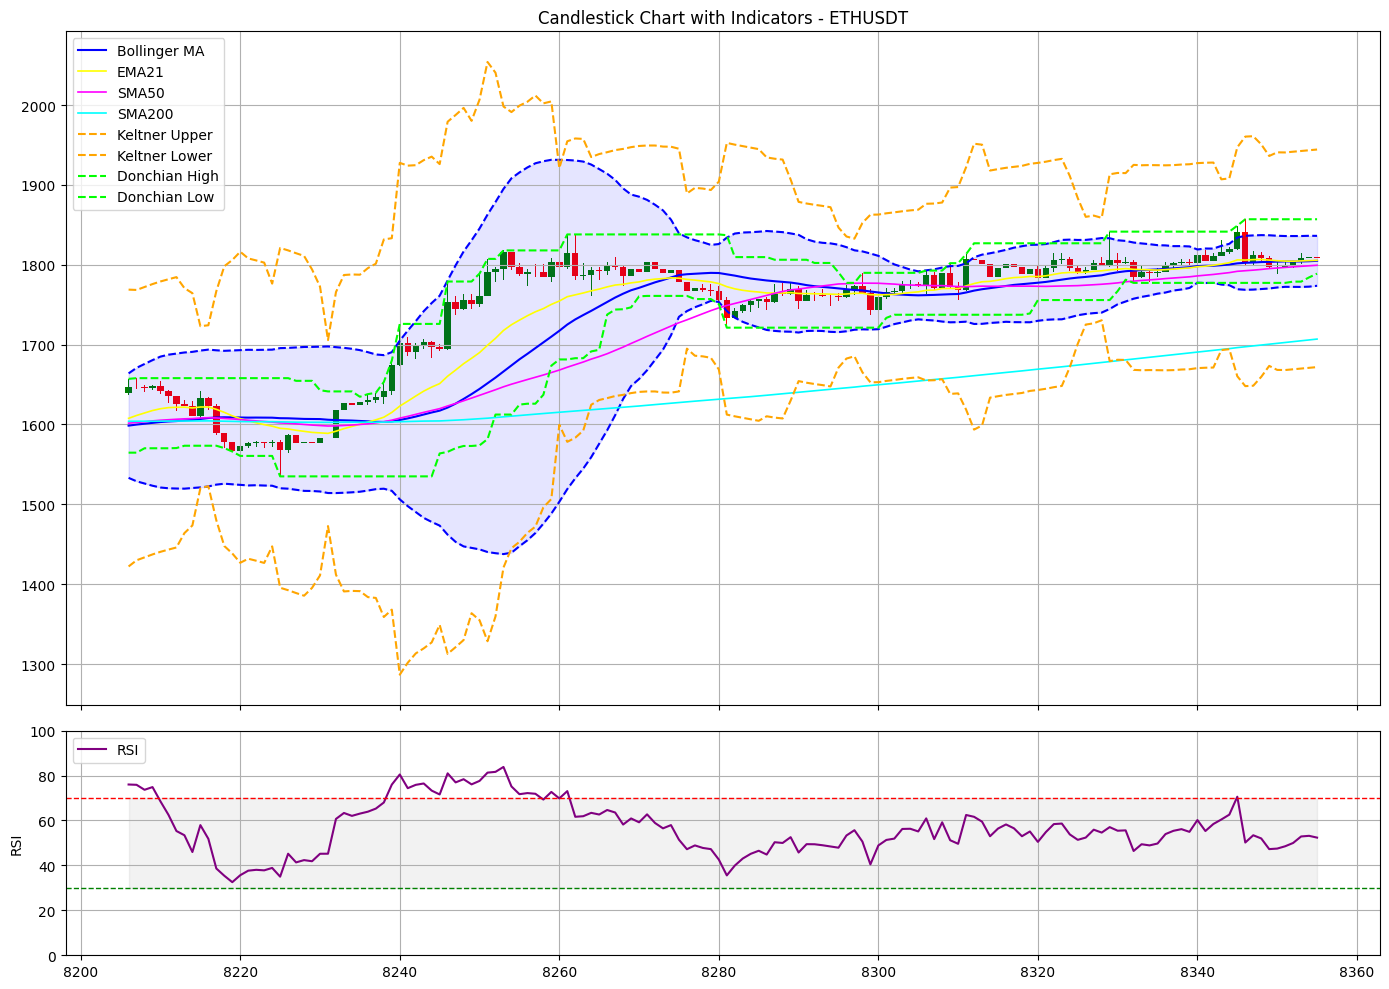 Candlestick Chart with Indicators - ETHUSDT
Bollinger MA
EMA21
SMA50
SMA200
Keltner Upper
Keltner Lower
Donchian High
Donchian Low
2000
1900
1800
1700
1600
1500
1400
1300
RSI
100
80
60
40
20
0
RSI
8200
8220
8240
8260
8280
8300
8320
8340
8360